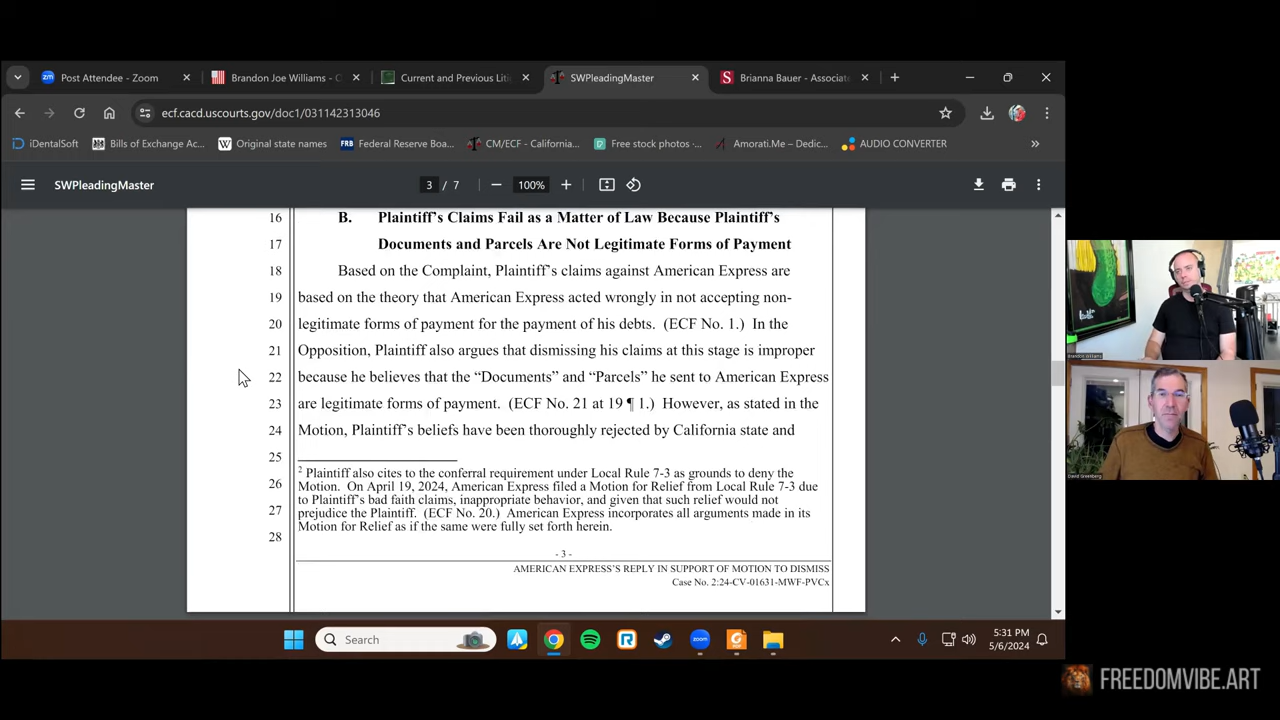 Post Attendee - Zoom
Brandon Joe Williams - C
Current and Previous Liti
SWPleadingMaster
Brianna Bauer - Associat
ecf.cacd.uscourts.gov/doc1/031142313046
iDentalSoft
Bills of Exchange Ac...
Original state names
Federal Reserve Boa...
CM/ECF - California...
Free stock photos -...
Amorati.Me – Dedic...
AUDIO CONVERTER
SWPleadingMaster
3 / 7
100%
16 B. Plaintiff's Claims Fail as a Matter of Law Because Plaintiff's
17 Documents and Parcels Are Not Legitimate Forms of Payment
18 Based on the Complaint, Plaintiff's claims against American Express are
19 based on the theory that American Express acted wrongly in not accepting non-
20 legitimate forms of payment for the payment of his debts. (ECF No. 1.) In the
21 Opposition, Plaintiff also argues that dismissing his claims at this stage is improper
22 because he believes that the “Documents” and “Parcels” he sent to American Express
23 are legitimate forms of payment. (ECF No. 21 at 19 ¶ 1.) However, as stated in the
24 Motion, Plaintiff's beliefs have been thoroughly rejected by California state and
25
2 Plaintiff also cites to the conferral requirement under Local Rule 7-3 as grounds to deny the
26 Motion. On April 19, 2024, American Express filed a Motion for Relief from Local Rule 7-3 due
to Plaintiff's bad faith claims, inappropriate behavior, and given that such relief would not
27 prejudice the Plaintiff. (ECF No. 20.) American Express incorporates all arguments made in its
Motion for Relief as if the same were fully set forth herein.
28
- 3 -
AMERICAN EXPRESS'S REPLY IN SUPPORT OF MOTION TO DISMISS
Case No. 2:24-CV-01631-MWF-PVCx
Brandon Williams
David Greenberg
Search
5:31 PM
5/6/2024
FREEDOMVIBE.ART